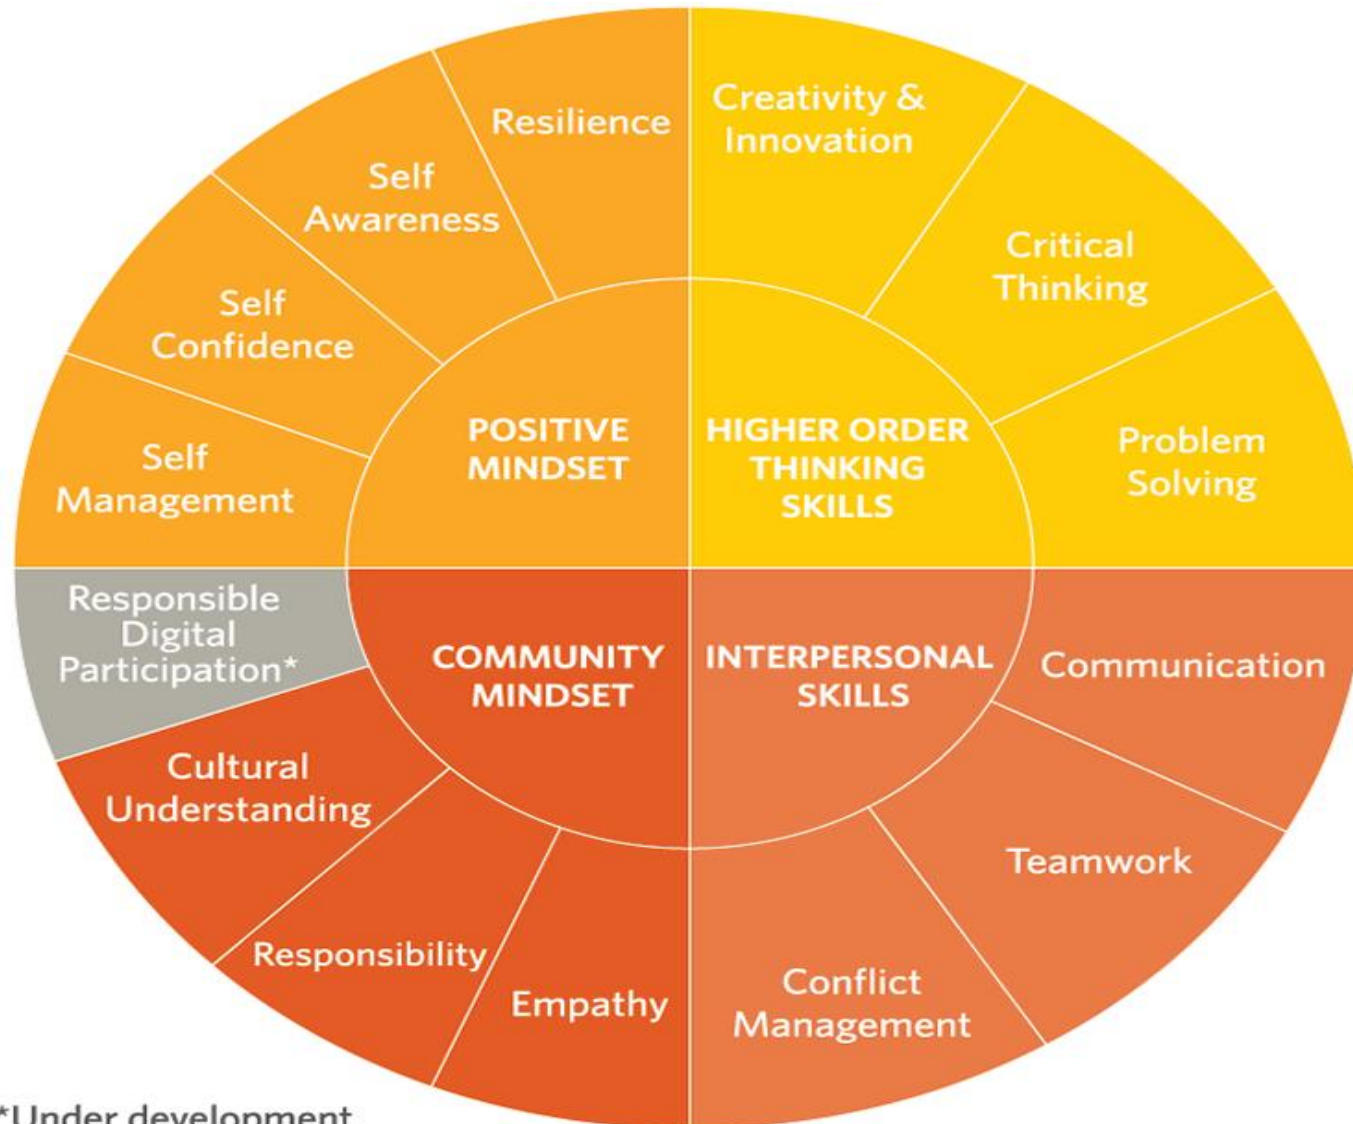 Resilience
Creativity &
Innovation
Self
Awareness
Critical
Thinking
Self
Confidence
Problem
Solving
Self
Management
POSITIVE
MINDSET
HIGHER ORDER
THINKING
SKILLS
Responsible
Digital
Participation*
COMMUNITY
MINDSET
INTERPERSONAL
SKILLS
Communication
Cultural
Understanding
Teamwork
Responsibility
Empathy
Conflict
Management
*Under development